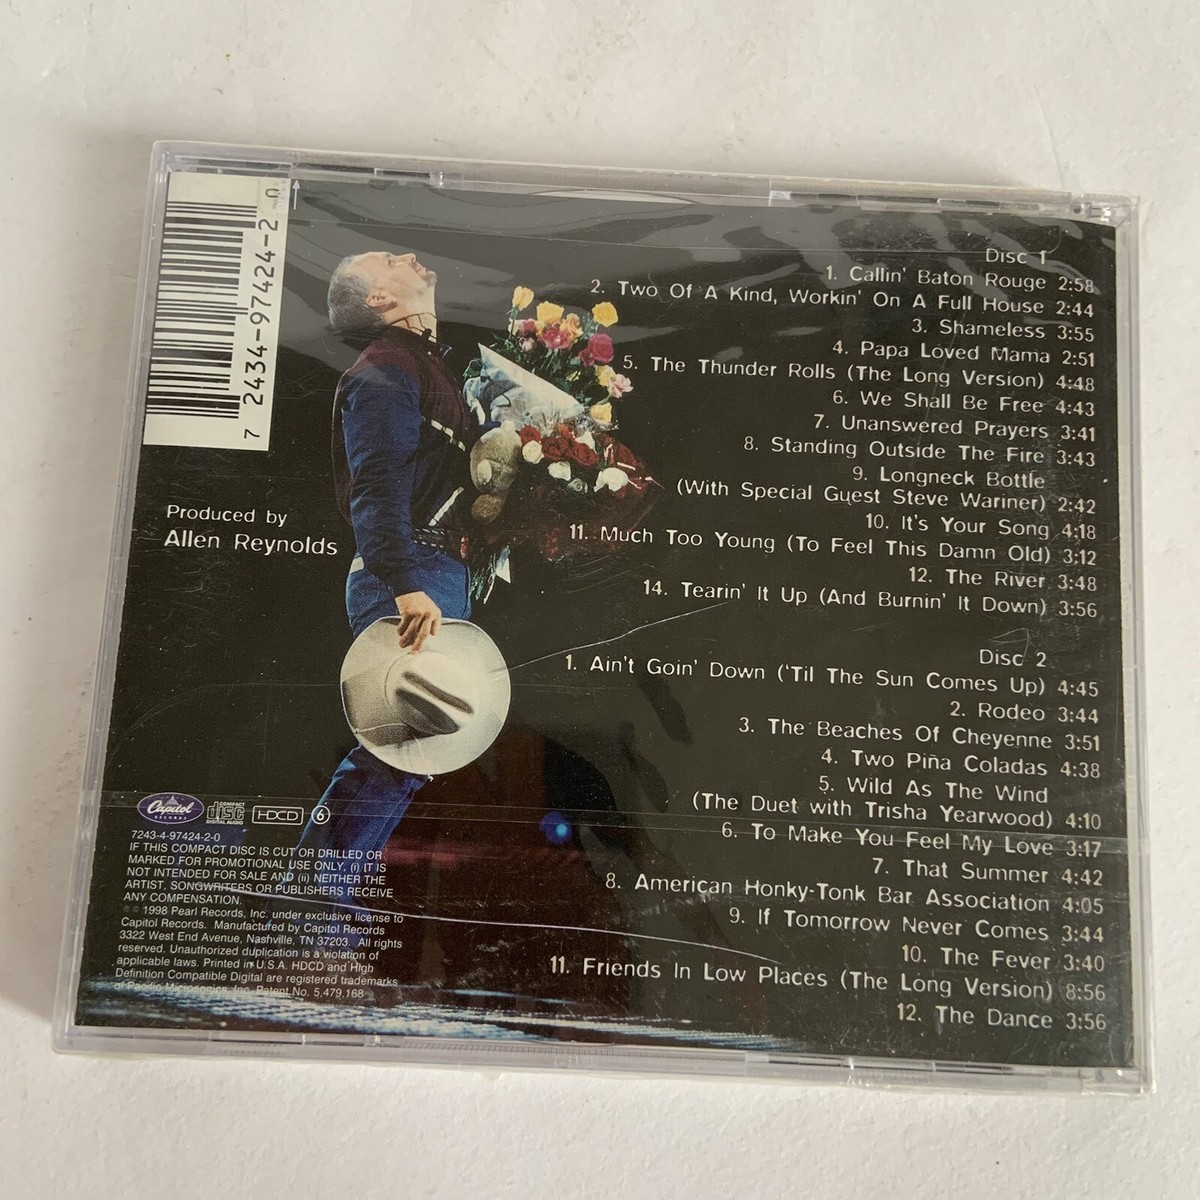 7 2434-97424-2 0
Produced by
Allen Reynolds
Disc 1
1. Callin' Baton Rouge 2:58
2. Two Of A Kind, Workin' On A Full House 2:44
3. Shameless 3:55
4. Papa Loved Mama 2:51
5. The Thunder Rolls (The Long Version) 4:48
6. We Shall Be Free 4:43
7. Unanswered Prayers 3:41
8. Standing Outside The Fire 3:43
9. Longneck Bottle
(With Special Guest Steve Wariner) 2:42
10. It's Your Song 4:18
11. Much Too Young (To Feel This Damn Old) 3:12
12. The River 3:48
14. Tearin' It Up (And Burnin' It Down) 3:56
Disc 2
1. Ain't Goin' Down ('Til The Sun Comes Up) 4:45
2. Rodeo 3:44
3. The Beaches Of Cheyenne 3:51
4. Two Piña Coladas 4:38
5. Wild As The Wind
(The Duet with Trisha Yearwood) 4:10
6. To Make You Feel My Love 3:17
7. That Summer 4:42
8. American Honky-Tonk Bar Association 4:05
9. If Tomorrow Never Comes 3:44
10. The Fever 3:40
11. Friends In Low Places (The Long Version) 8:56
12. The Dance 3:56
Capitol
RECORDS
COMPACT
disc
DIGITAL AUDIO
HDCD
6
7243-4-97424-2-0
IF THIS COMPACT DISC IS CUT OR DRILLED OR
MARKED FOR PROMOTIONAL USE ONLY, (i) IT IS
NOT INTENDED FOR SALE AND (ii) NEITHER THE
ARTIST, SONGWRITERS OR PUBLISHERS RECEIVE
ANY COMPENSATION.
℗ © 1998 Pearl Records, Inc. under exclusive license to
Capitol Records. Manufactured by Capitol Records
3322 West End Avenue, Nashville, TN 37203. All rights
reserved. Unauthorized duplication is a violation of
applicable laws. Printed in U.S.A. HDCD and High
Definition Compatible Digital are registered trademarks
of Pacific Microsonics, Inc. Patent No. 5,479,168